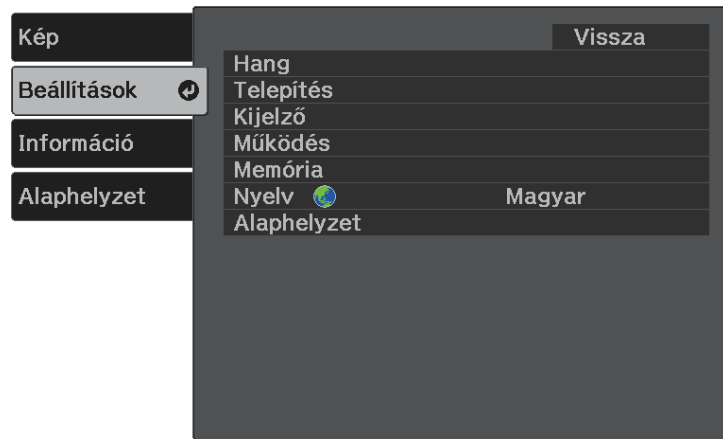 Kép
Beállítások
Információ
Alaphelyzet
Vissza
Hang
Telepítés
Kijelző
Működés
Memória
Nyelv Magyar
Alaphelyzet